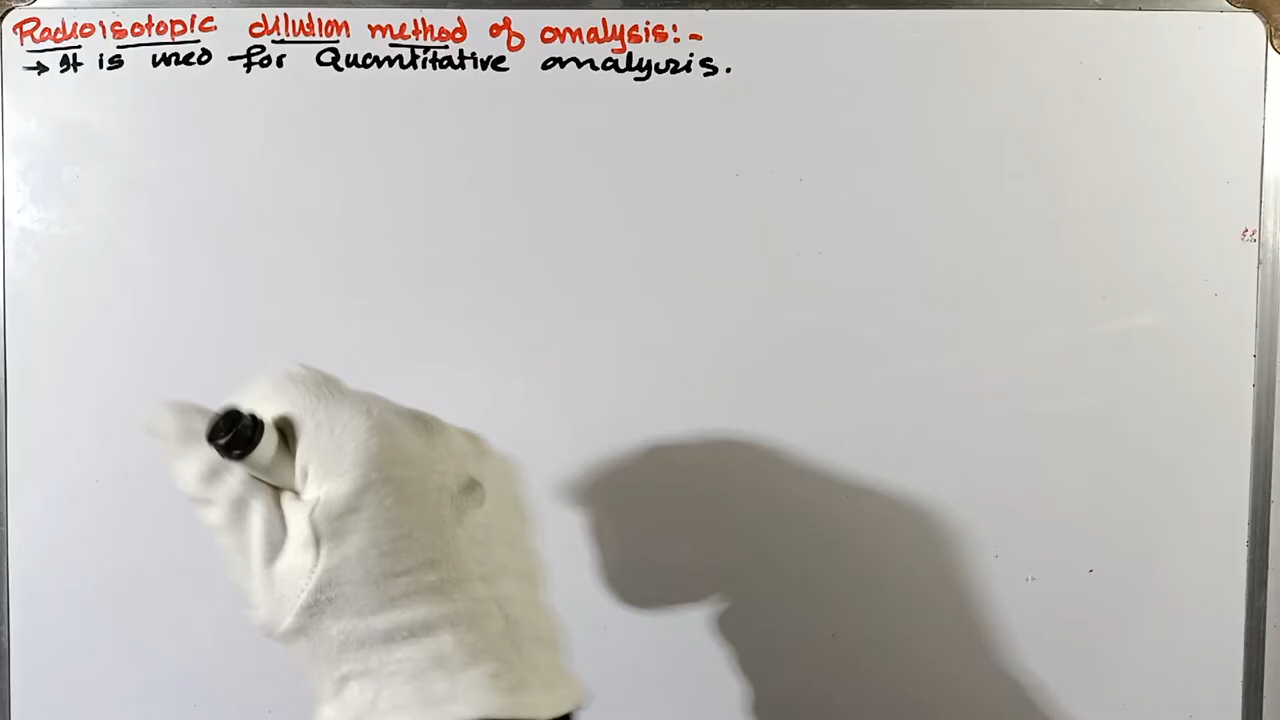 Radioisotopic dilution method of analysis:-
→ It is used for Quantitative analysis.